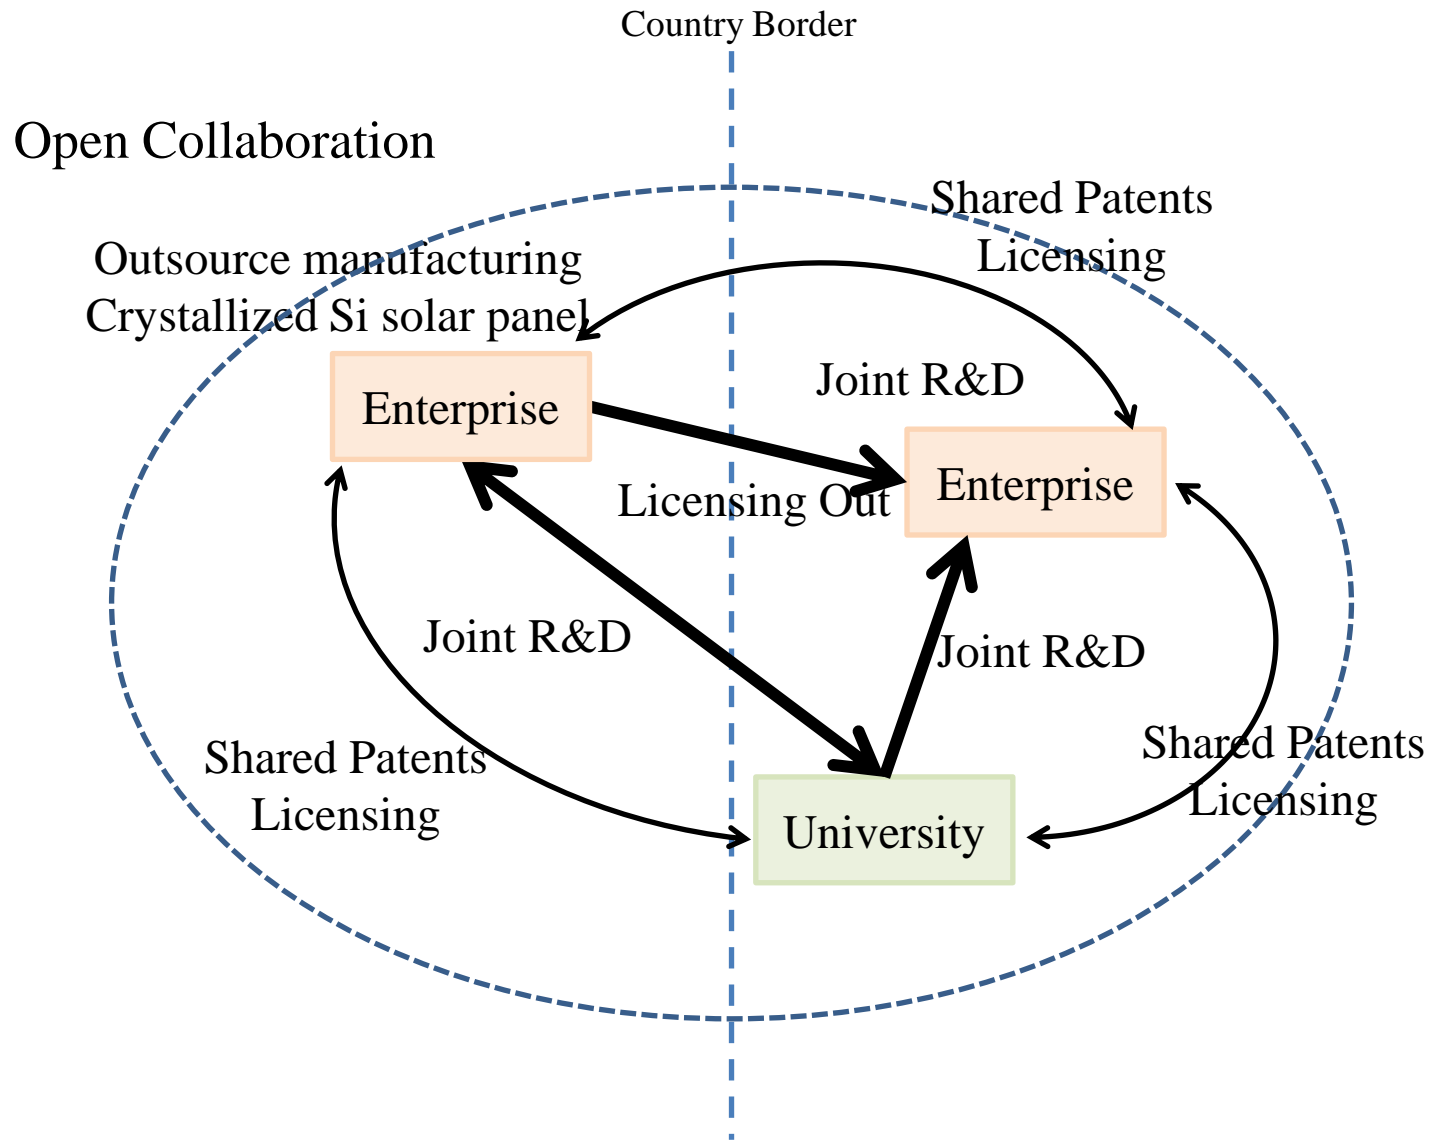 Country Border
Open Collaboration
Shared Patents
Licensing
Outsource manufacturing
Crystallized Si solar panel
Joint R&D
Enterprise
Enterprise
Licensing Out
Joint R&D
Joint R&D
Shared Patents
Licensing
Shared Patents
Licensing
University